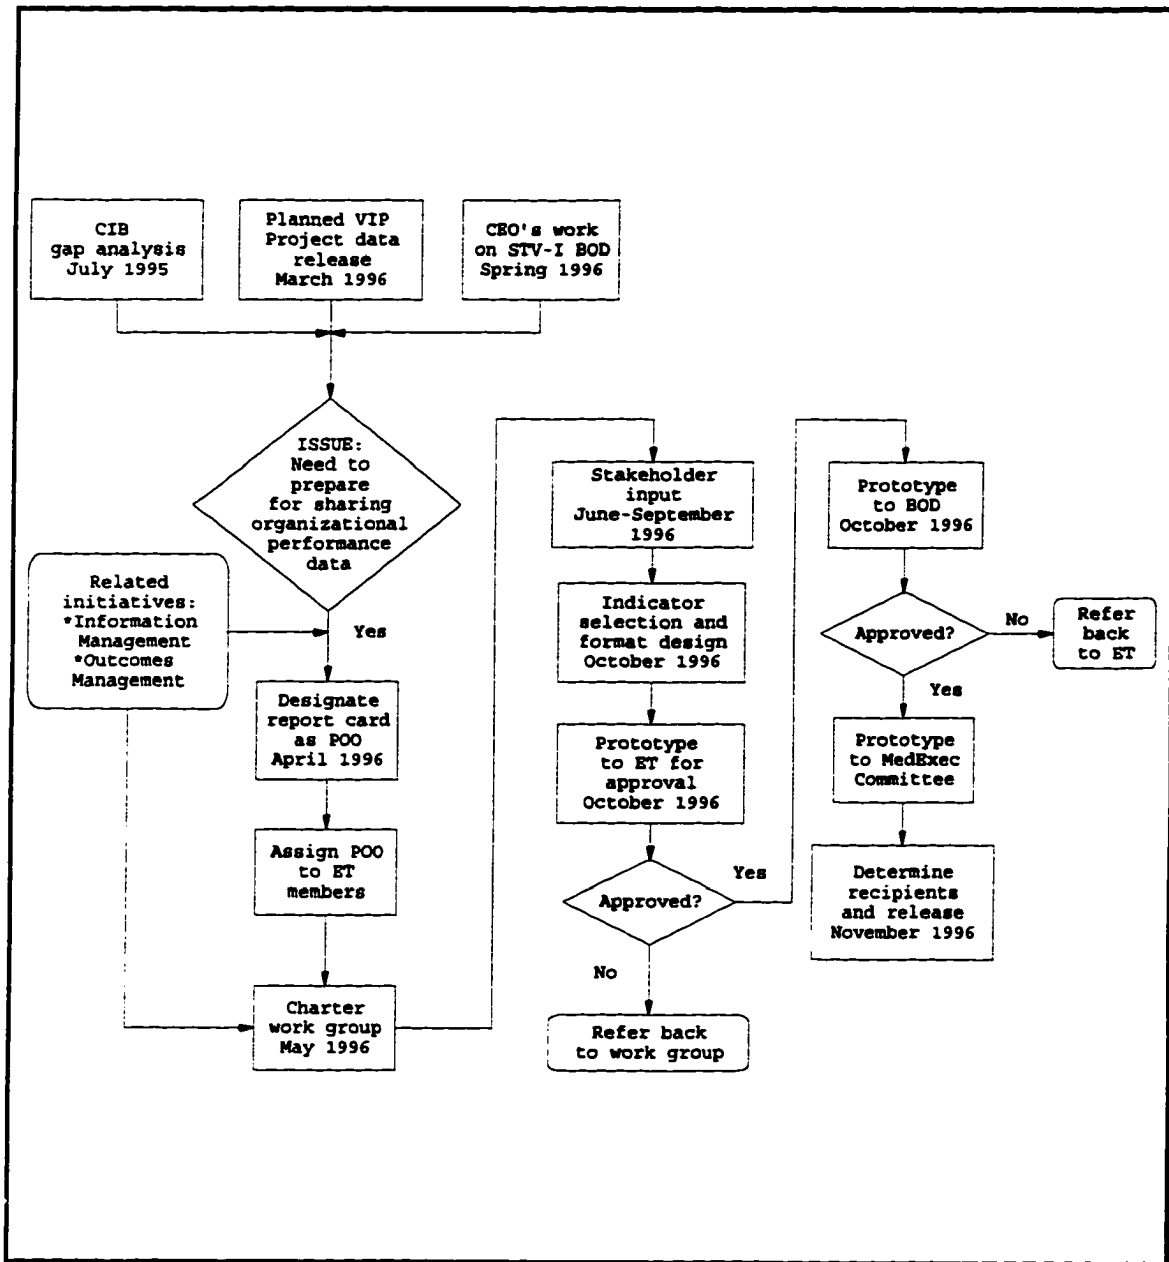 CIB
gap analysis
July 1995
Planned VIP
Project data
release
March 1996
CEO's work
on STV-I BOD
Spring 1996
ISSUE:
Need to
prepare
for sharing
organizational
performance
data
Related
initiatives:
*Information
Management
*Outcomes
Management
Yes
Designate
report card
as POO
April 1996
Assign POO
to ET
members
Charter
work group
May 1996
Stakeholder
input
June-September
1996
Indicator
selection and
format design
October 1996
Prototype
to ET for
approval
October 1996
Approved?
Yes
No
Refer back
to work group
Prototype
to BOD
October 1996
Approved?
No
Refer
back
to ET
Yes
Prototype
to MedExec
Committee
Determine
recipients
and release
November 1996